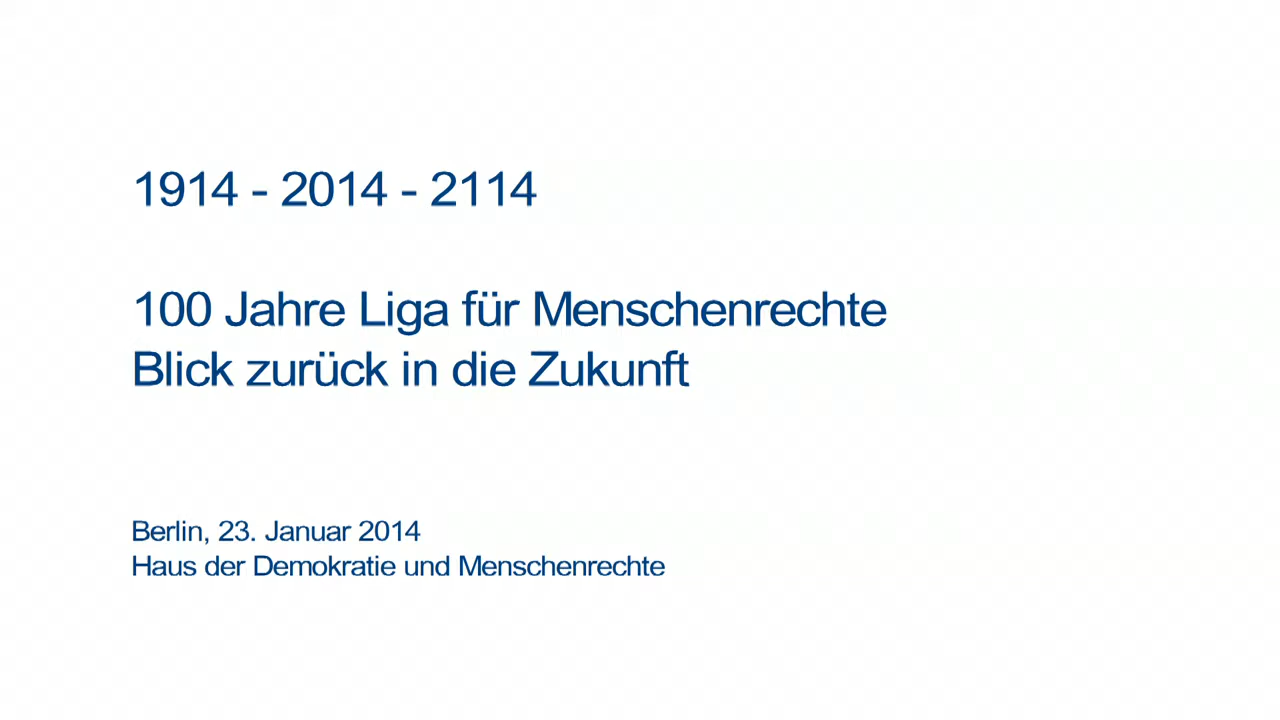 1914 - 2014 - 2114
100 Jahre Liga für Menschenrechte
Blick zurück in die Zukunft
Berlin, 23. Januar 2014
Haus der Demokratie und Menschenrechte